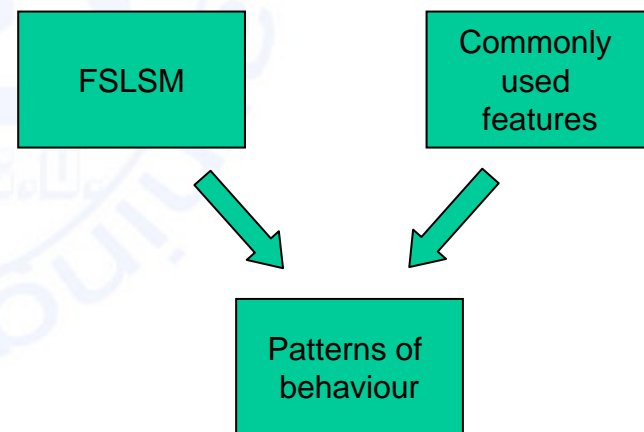 FSLSM
Commonly
used
features
Patterns of
behaviour